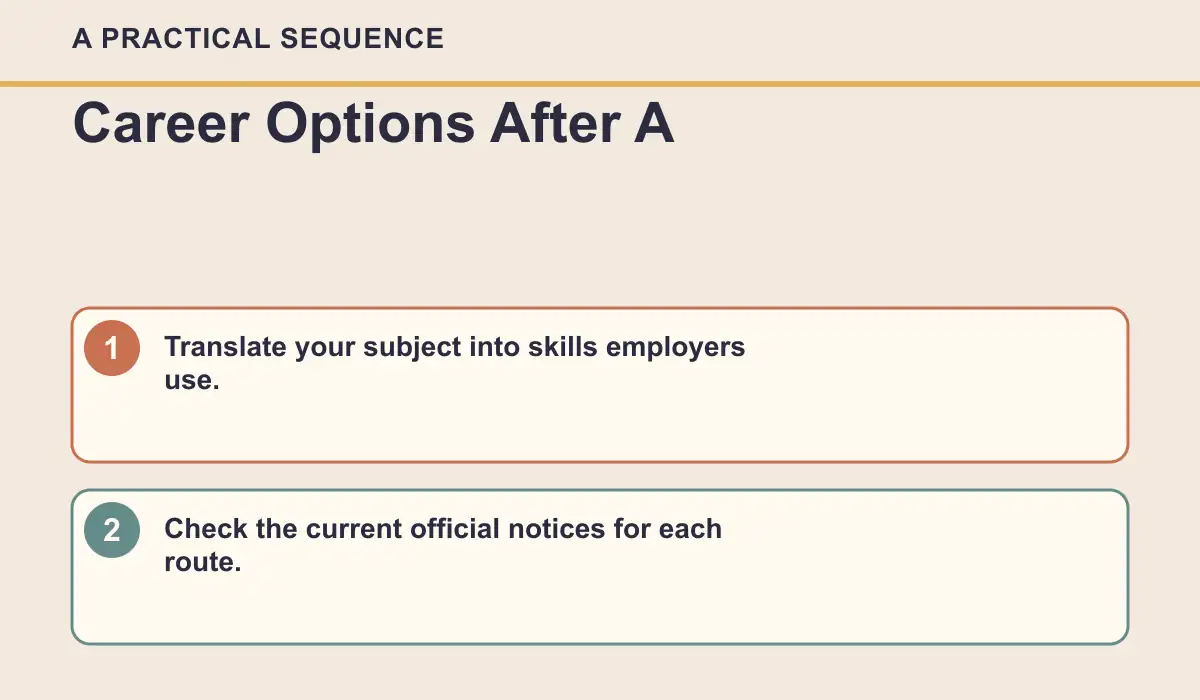 A PRACTICAL SEQUENCE
Career Options After A
1
Translate your subject into skills employers
use.
2
Check the current official notices for each
route.